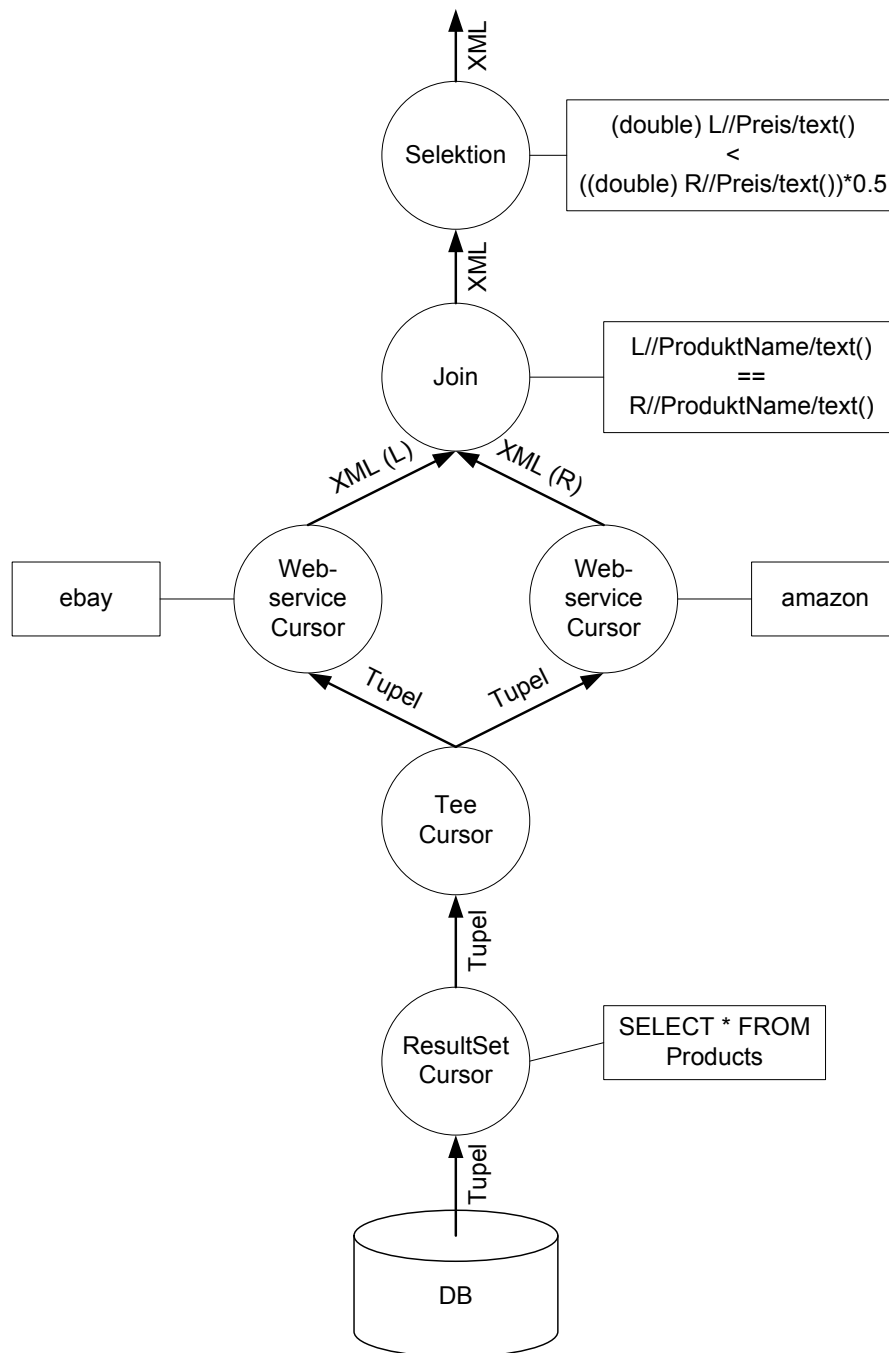 XML
Selektion
(double) L//Preis/text()
<
((double) R//Preis/text())*0.5
XML
Join
L//ProduktName/text()
==
R//ProduktName/text()
XML (L)
XML (R)
ebay
Web-
service
Cursor
Web-
service
Cursor
amazon
Tupel
Tupel
Tee
Cursor
Tupel
ResultSet
Cursor
SELECT * FROM
Products
Tupel
DB